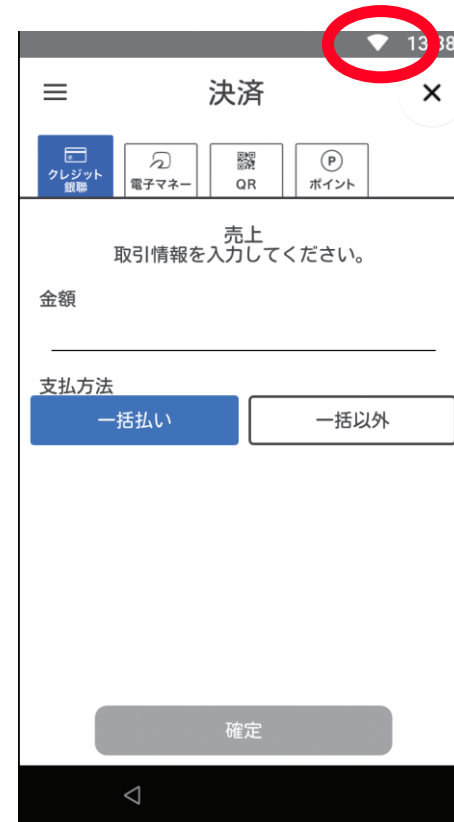 13:38
決済
クレジット
銀聯
電子マネー
QR
P
ポイント
売上
取引情報を入力してください。
金額
支払方法
一括払い
一括以外
確定